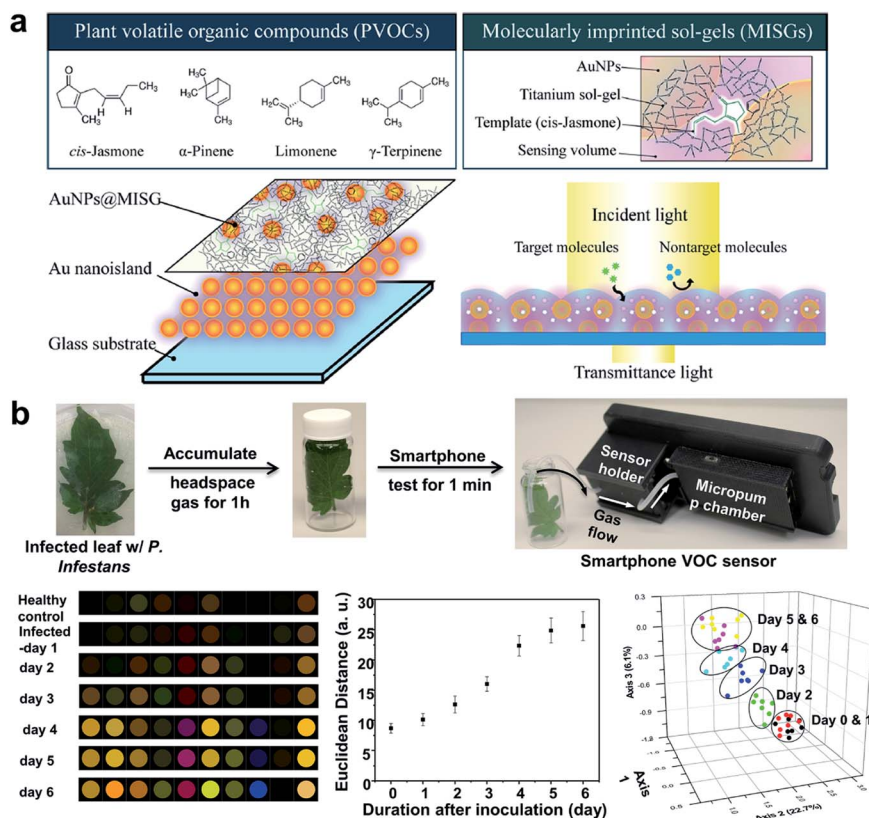 a
Plant volatile organic compounds (PVOCs)
Molecularly imprinted sol-gels (MISGs)
O
CH₃
CH₃
H
H
H₃C
H₃C
CH₃
CH₃
H₂C
CH₃
CH₃
H₃C
CH₃
cis-Jasmone
α-Pinene
Limonene
γ-Terpinene
AuNPs
Titanium sol-gel
Template (cis-Jasmone)
Sensing volume
AuNPs@MISG
Au nanoisland
Glass substrate
Incident light
Target molecules
Nontarget molecules
Transmittance light
b
Accumulate
headspace
gas for 1h
Smartphone
test for 1 min
Infected leaf w/ P.
Infestans
Sensor
holder
Micropum
p chamber
Gas
flow
Smartphone VOC sensor
Healthy
control
Infected
-day 1
day 2
day 3
day 4
day 5
day 6
Euclidean Distance (a. u.)
30
25
20
15
10
5
0
0 1 2 3 4 5 6
Duration after inoculation (day)
Axis 3 (6.1%)
0.3
0.0
-0.3
-0.6
-0.9
-1.2
Day 5 & 6
Day 4
Day 3
Day 2
Day 0 & 1
Axis
1
Axis 2 (22.7%)